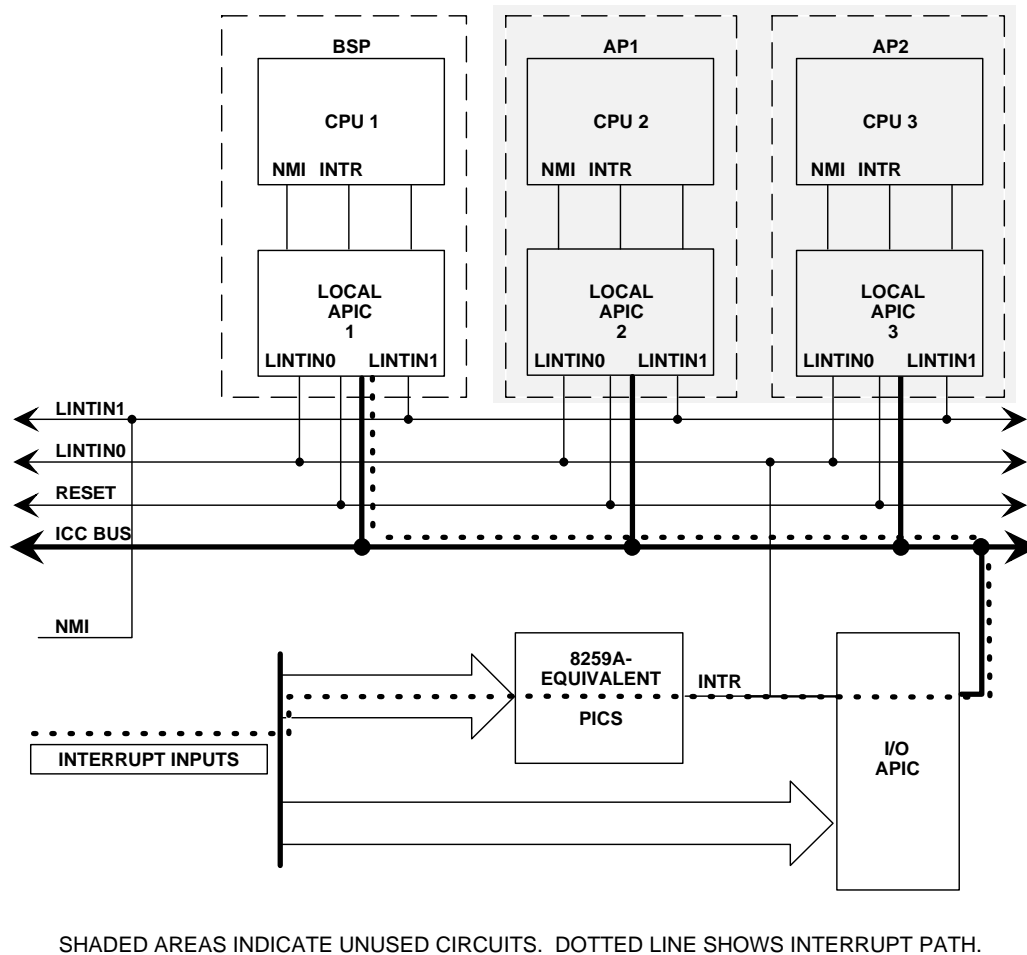 BSP
AP1
AP2
CPU 1
CPU 2
CPU 3
NMI INTR
NMI INTR
NMI INTR
LOCAL
APIC
1
LOCAL
APIC
2
LOCAL
APIC
3
LINTIN0 LINTIN1
LINTIN0 LINTIN1
LINTIN0 LINTIN1
LINTIN1
LINTIN0
RESET
ICC BUS
NMI
8259A-
EQUIVALENT
PICS
INTR
INTERRUPT INPUTS
I/O
APIC
SHADED AREAS INDICATE UNUSED CIRCUITS. DOTTED LINE SHOWS INTERRUPT PATH.